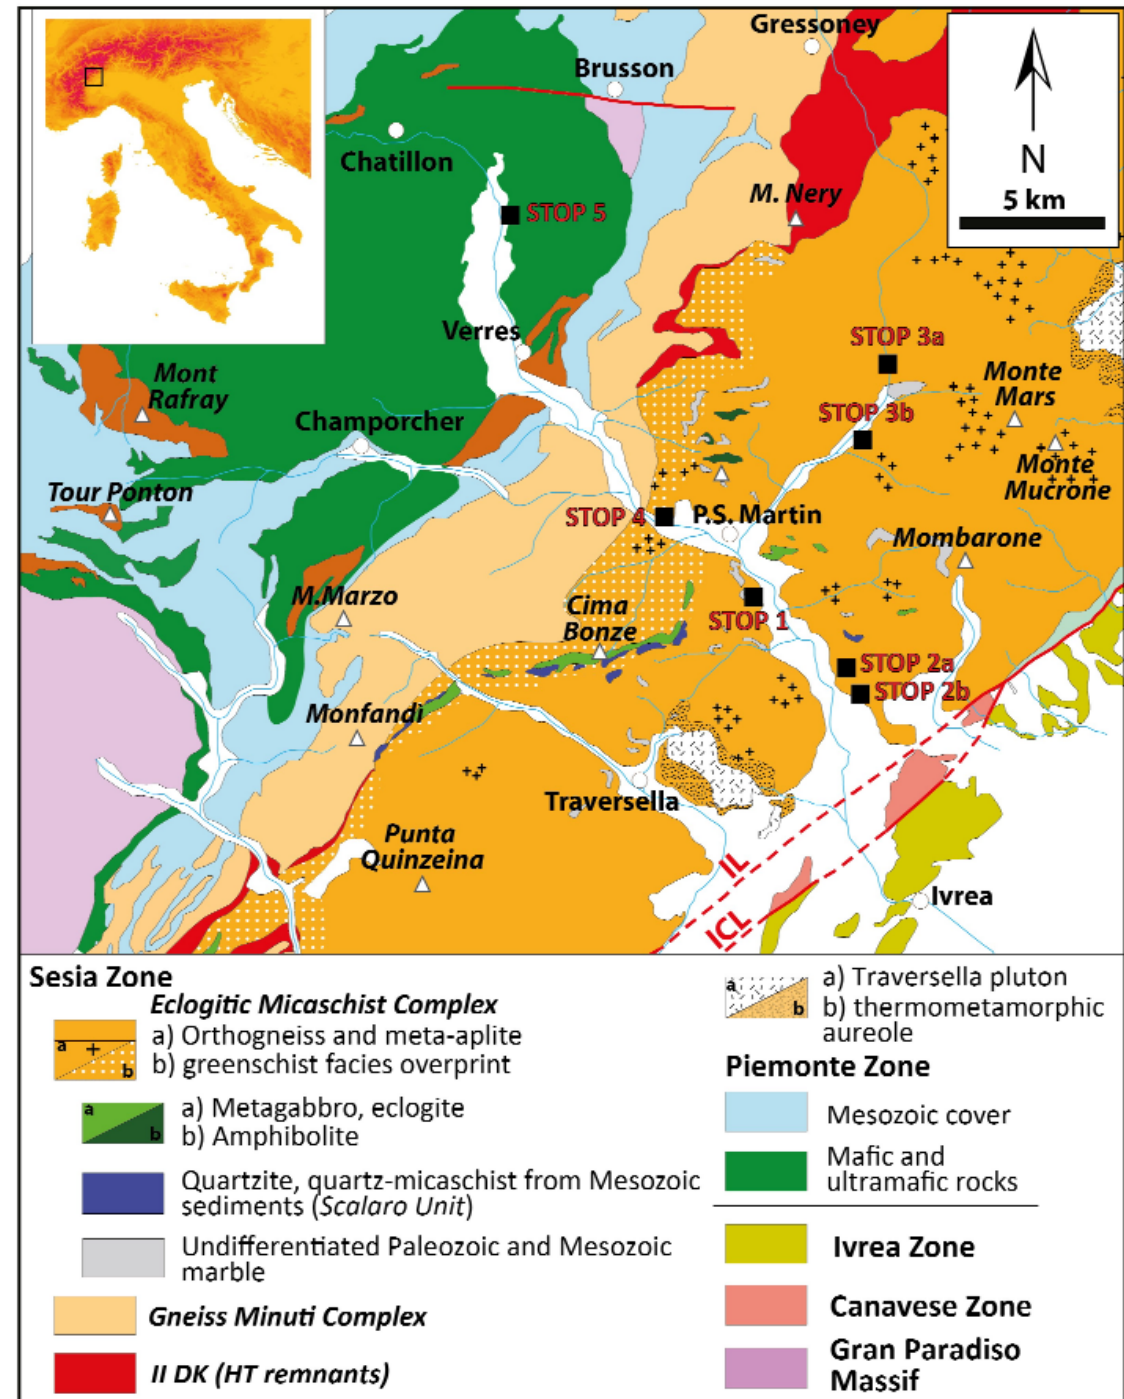 Gressoney
Brusson
N
5 km
Chatillon
M. Nery
STOP 5
Verres
STOP 3a
Mont
Rafray
Monte
Mars
Champorcher
STOP 3b
Tour Ponton
Monte
Mucrone
STOP 4
P.S. Martin
Mombarone
M.Marzo
Cima
Bonze
STOP 1
STOP 2a
STOP 2b
Monfandi
Traversella
Punta
Quinzeina
IL
ICL
Ivrea
Sesia Zone
Eclogitic Micaschist Complex
a + b
a) Orthogneiss and meta-aplite
b) greenschist facies overprint
a b
a) Metagabbro, eclogite
b) Amphibolite
Quartzite, quartz-micaschist from Mesozoic
sediments (Scalaro Unit)
Undifferentiated Paleozoic and Mesozoic
marble
Gneiss Minuti Complex
II DK (HT remnants)
a b
a) Traversella pluton
b) thermometamorphic
aureole
Piemonte Zone
Mesozoic cover
Mafic and
ultramafic rocks
Ivrea Zone
Canavese Zone
Gran Paradiso
Massif